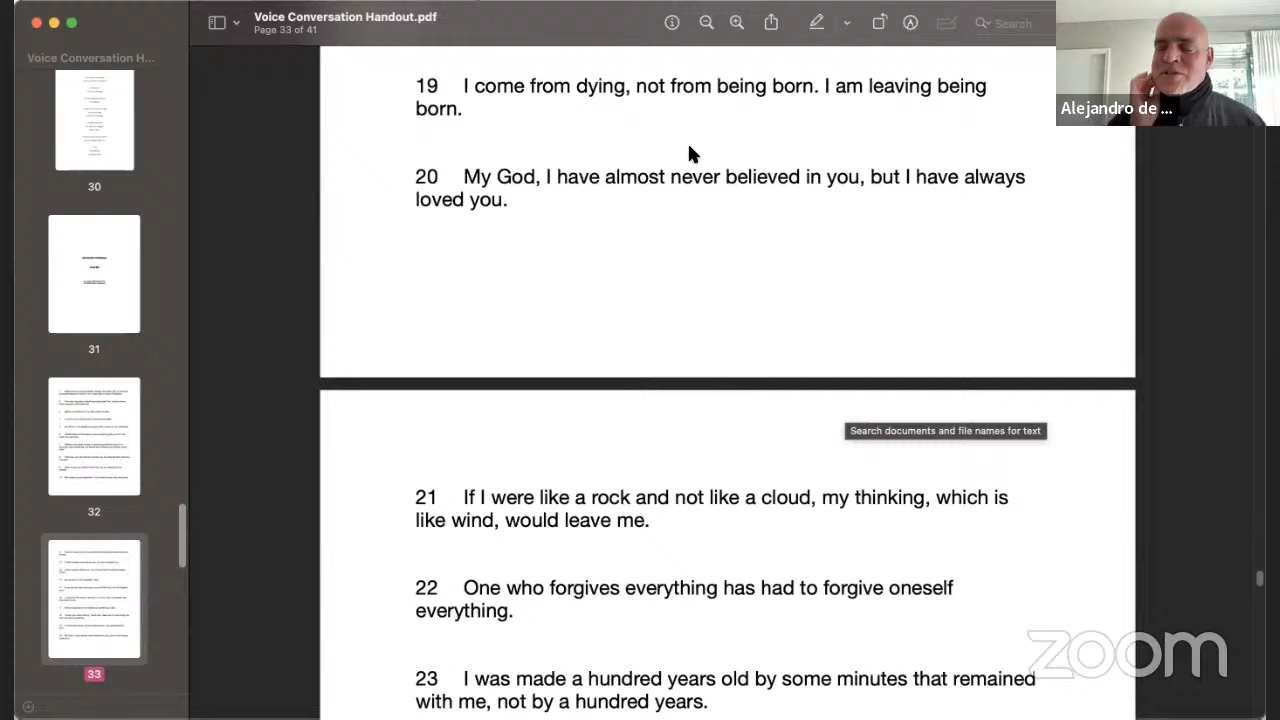 Voice Conversation Handout.pdf
Page 33 of 41
Search
Voice Conversation H...
30
31
32
33
19 I come from dying, not from being born. I am leaving being
born.
20 My God, I have almost never believed in you, but I have always
loved you.
Search documents and file names for text
21 If I were like a rock and not like a cloud, my thinking, which is
like wind, would leave me.
22 One who forgives everything has had to forgive oneself
everything.
23 I was made a hundred years old by some minutes that remained
with me, not by a hundred years.
Alejandro de ...
zoom